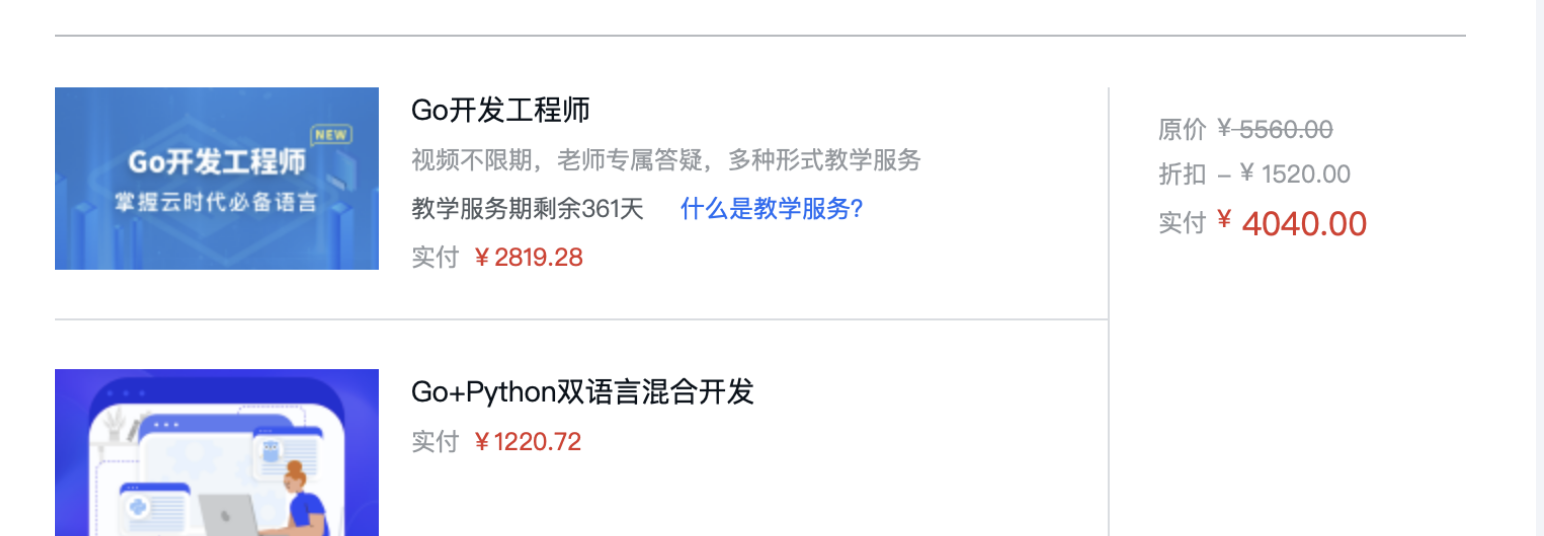 NEW
Go开发工程师
掌握云时代必备语言
Go开发工程师
视频不限期，老师专属答疑，多种形式教学服务
教学服务期剩余361天 什么是教学服务?
实付 ¥2819.28
原价 ¥ 5560.00
折扣 – ¥ 1520.00
实付 ¥ 4040.00
Go+Python双语言混合开发
实付 ¥1220.72